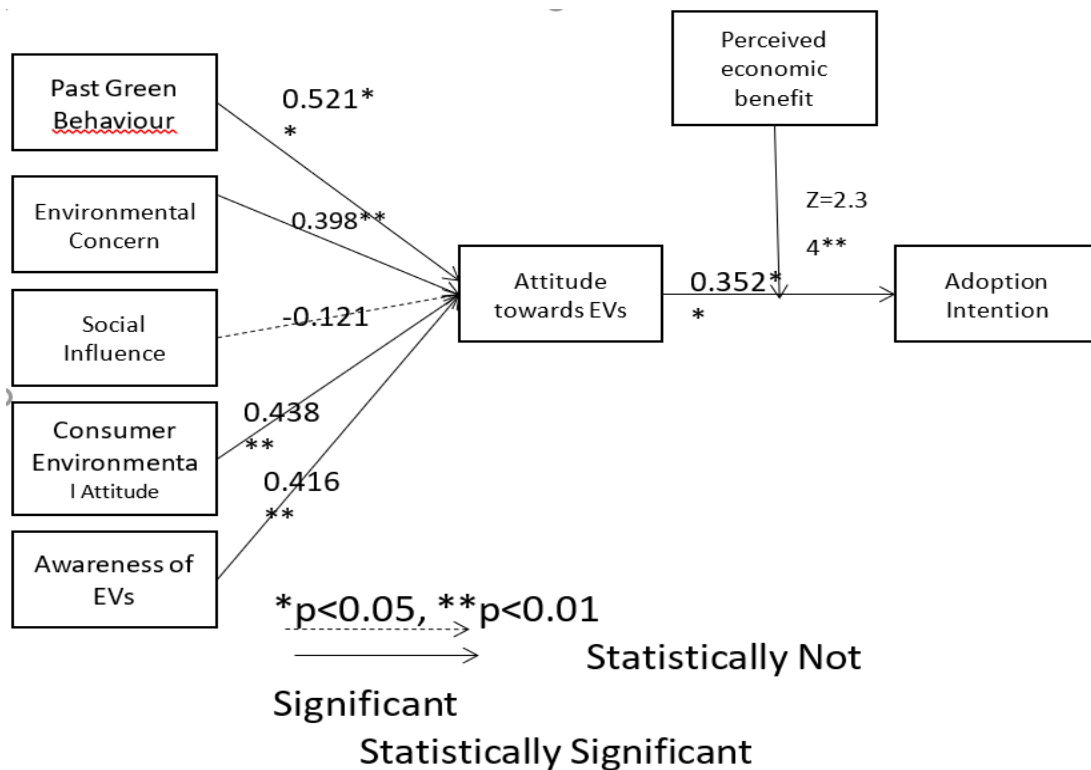 Past Green
Behaviour
0.521*
*
Perceived
economic
benefit
Environmental
Concern
0.398**
Z=2.3
4**
Social
Influence
-0.121
Attitude
towards EVs
0.352*
*
Adoption
Intention
Consumer
Environmenta
l Attitude
0.438
**
0.416
**
Awareness of
EVs
*p<0.05, **p<0.01
Statistically Not
Significant
Statistically Significant